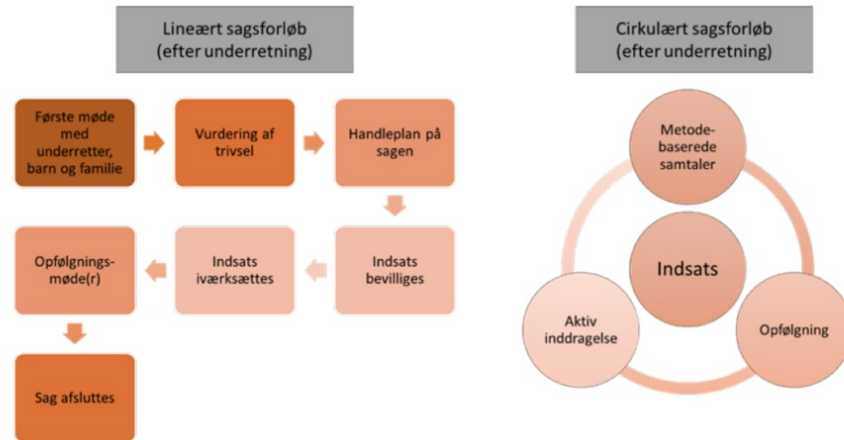 Lineært sagsforløb
(efter underretning)
Cirkulært sagsforløb
(efter underretning)
Første møde
med
underretter,
barn og familie
Vurdering af
trivsel
Handleplan på
sagen
Opfølgnings-
møde(r)
Indsats
iværksættes
Indsats
bevilliges
Sag afsluttes
Metode-
baserede
samtaler
Indsats
Aktiv
inddragelse
Opfølgning